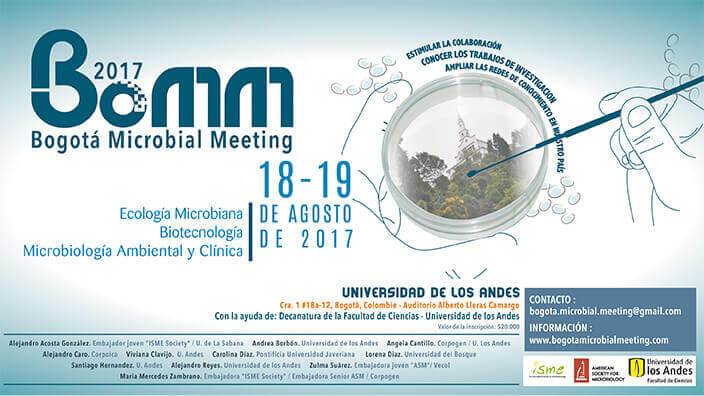 2017
BOMM
Bogotá Microbial Meeting
ESTIMULAR LA COLABORACIÓN
CONOCER LOS TRABAJOS DE INVESTIGACIÓN
AMPLIAR LAS REDES DE CONOCIMIENTO EN NUESTRO PAÍS
18-19
DE AGOSTO
DE 2017
Ecología Microbiana
Biotecnología
Microbiología Ambiental y Clínica
UNIVERSIDAD DE LOS ANDES
Cra. 1 #18a-12, Bogotá, Colombie - Auditorio Alberto Lleras Camargo
Con la ayuda de: Decanatura de la Facultad de Ciencias - Universidad de los Andes
Valor de la inscripción: $20.000
CONTACTO :
bogota.microbial.meeting@gmail.com
INFORMACIÓN :
www.bogotamicrobialmeeting.com
Alejandro Acosta González. Embajador joven "ISME Society" / U. de La Sabana Andrea Borbón. Universidad de los Andes Angela Cantillo. Corpogen / U. Los Andes
Alejandro Caro. Corpoica Viviana Clavijo. U. Andes Carolina Díaz. Pontificia Universidad Javeriana Lorena Diaz. Universidad del Bosque
Santiago Hernandez. U. Andes Alejandro Reyes. Universidad de los Andes Zulma Suárez. Embajadora joven "ASM"/ Vecol
Maria Mercedes Zambrano. Embajadora "ISME Society" / Embajadora Senior ASM / Corpogen
isme
AMERICAN
SOCIETY FOR
MICROBIOLOGY
Universidad de
los Andes
Facultad de Ciencias